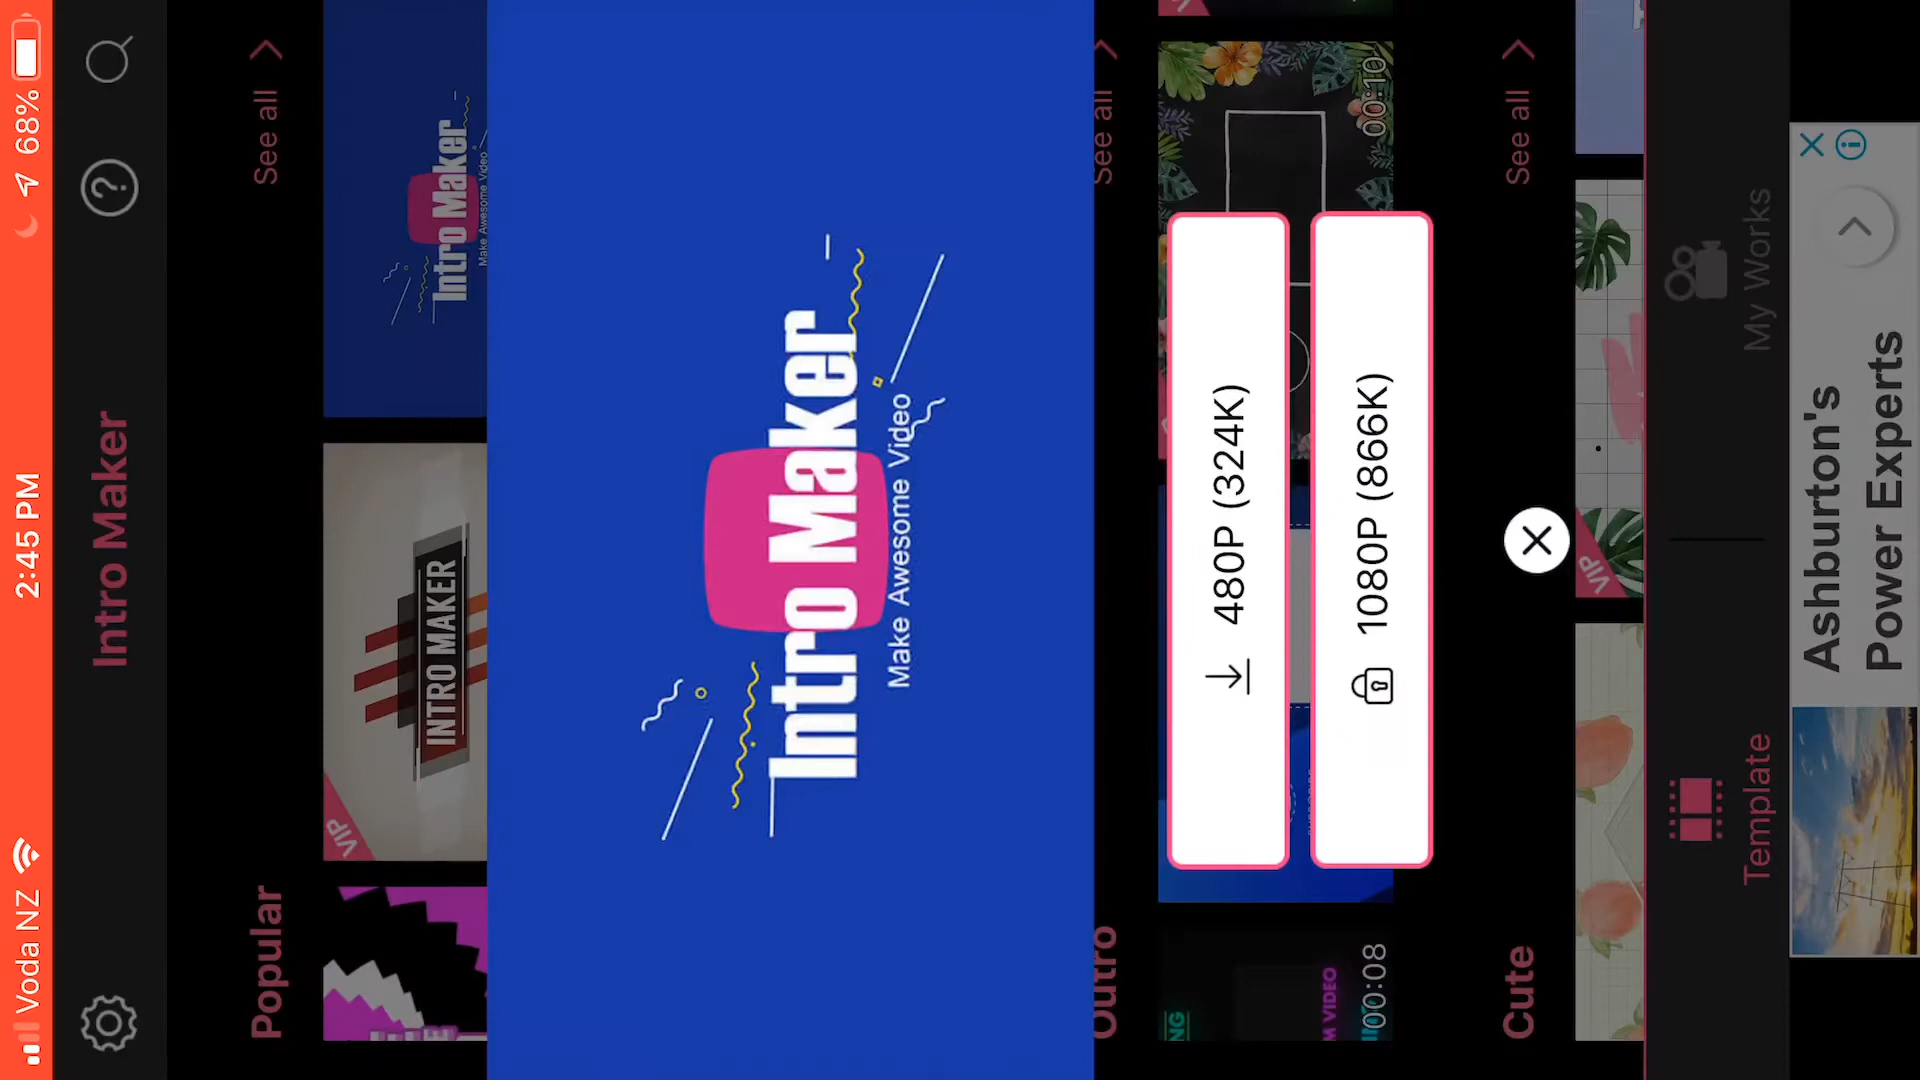 Voda NZ
2:45 PM
68%
Intro Maker
Popular
See all
VIP
INTRO MAKER
Intro Maker
Make Awesome Video
Intro Maker
Make Awesome Video
Outro
See all
00:08
00:10
480P (324K)
1080P (866K)
Cute
See all
VIP
Template
My Works
Ashburton's
Power Experts